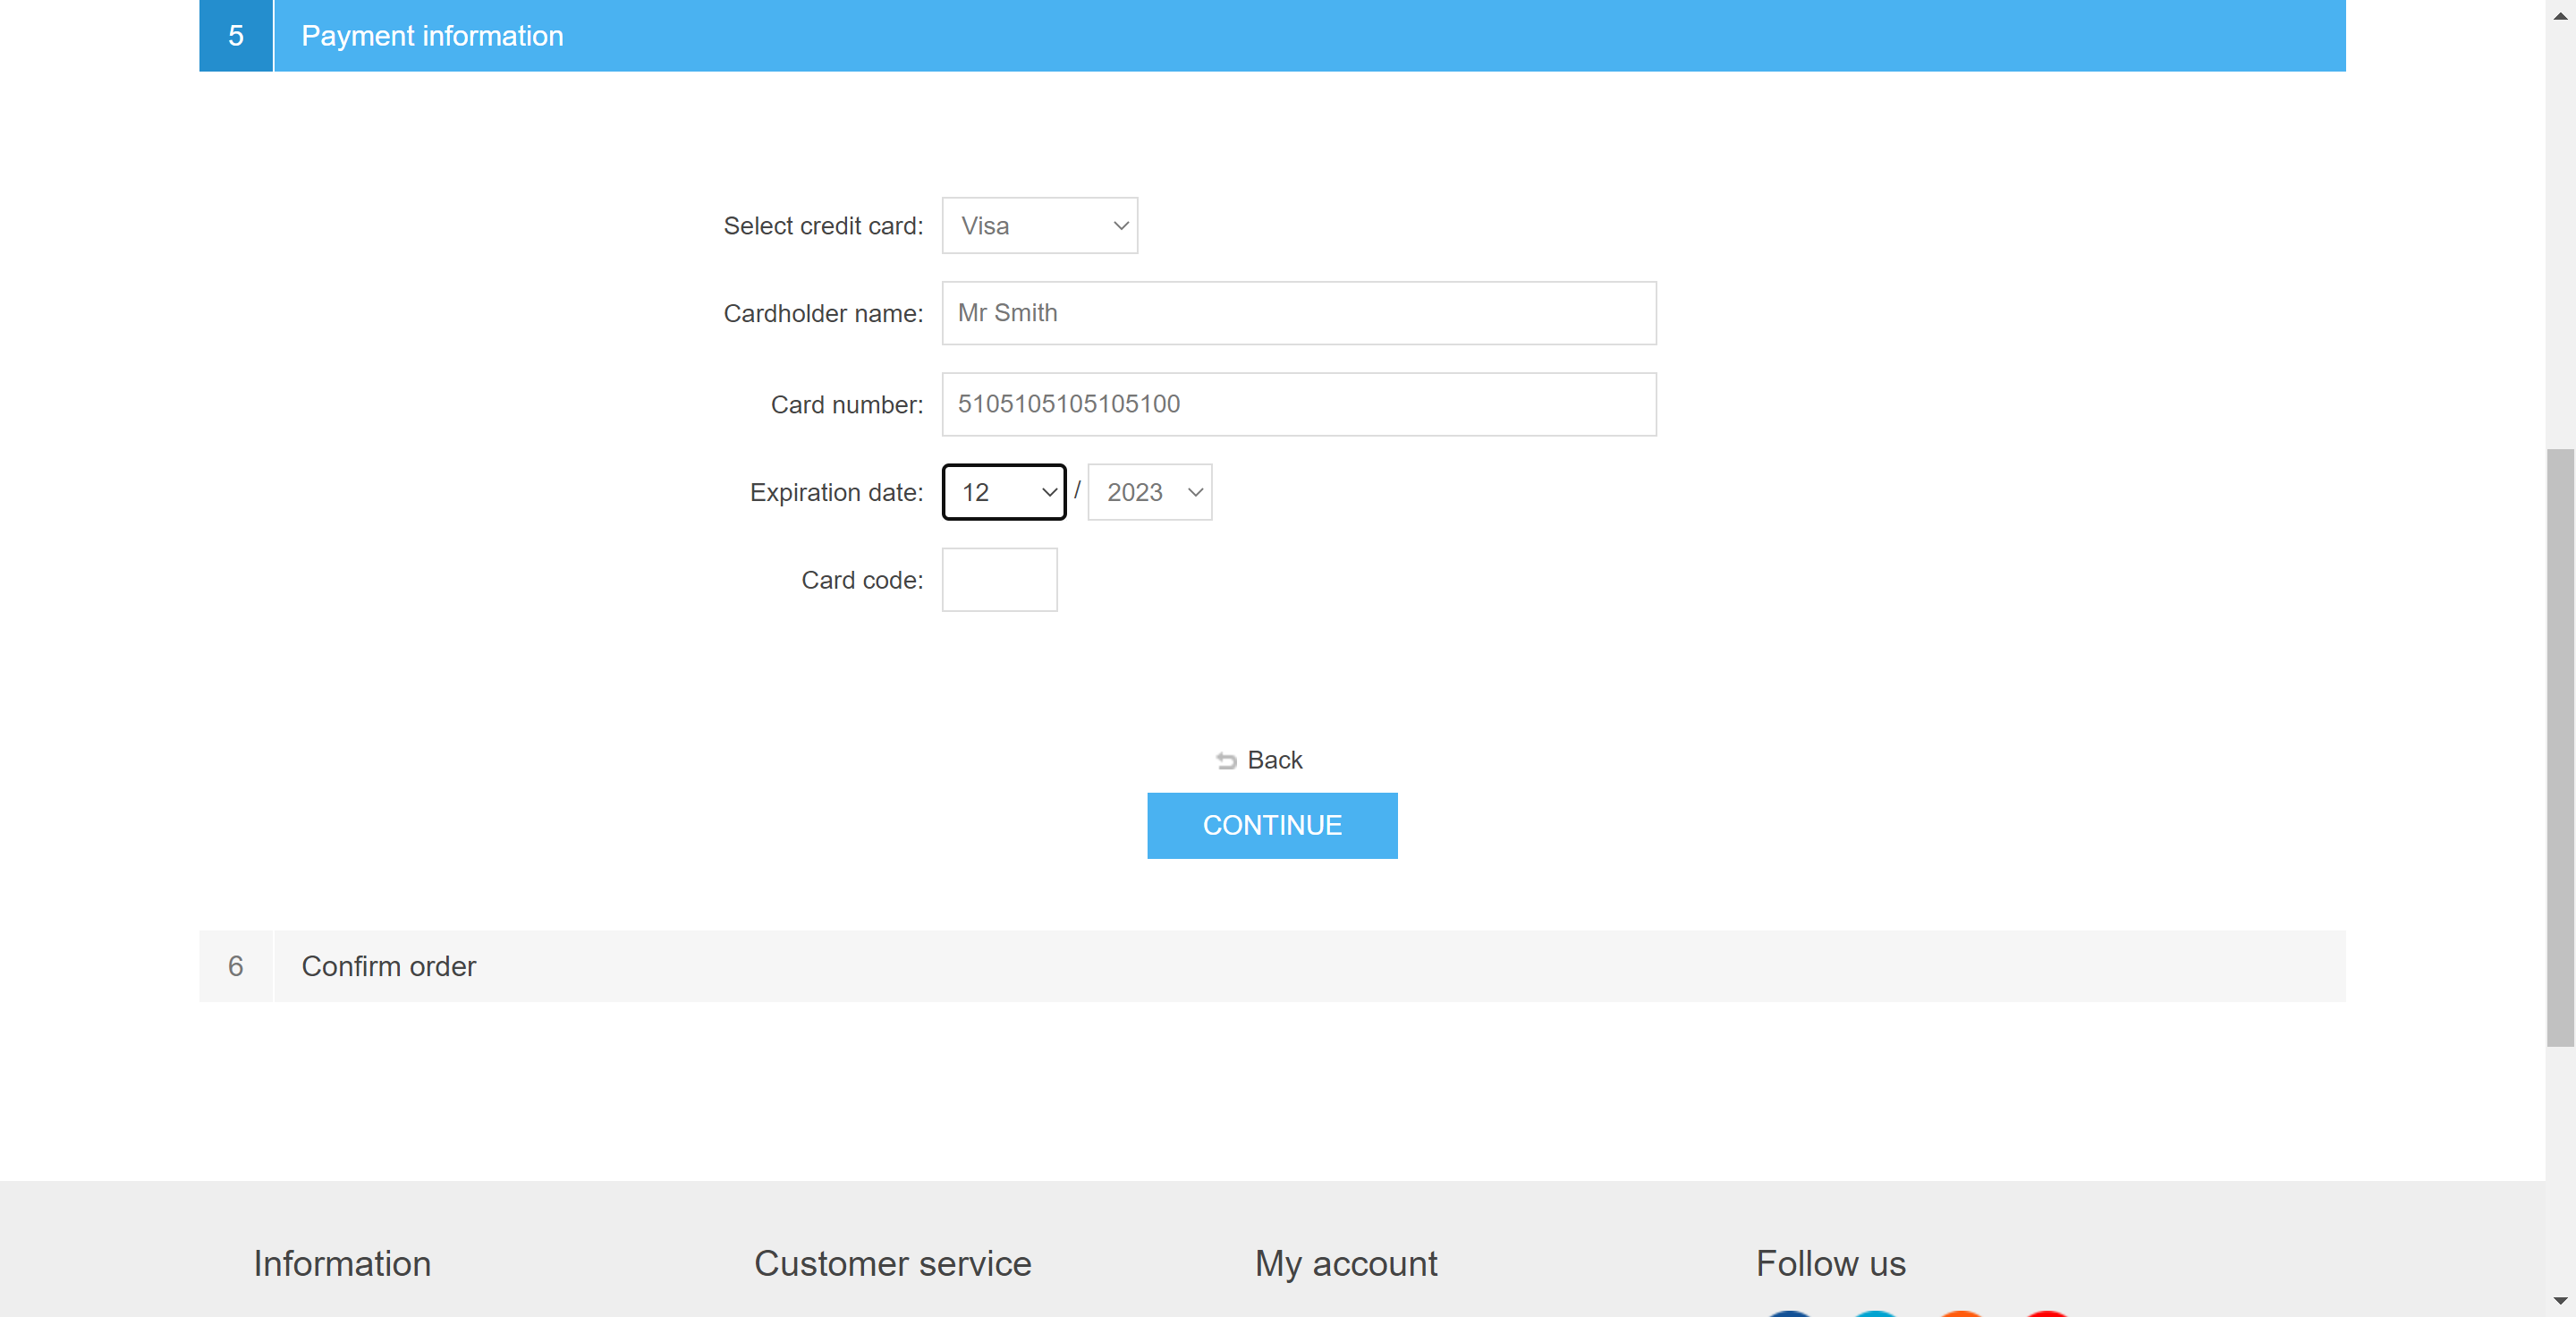 5 Payment information
Select credit card: Visa
Cardholder name: Mr Smith
Card number: 5105105105105100
Expiration date: 12 / 2023
Card code:
Back
CONTINUE
6 Confirm order
Information Customer service My account Follow us